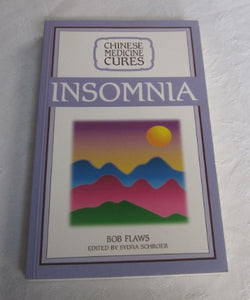 CHINESE
MEDICINE
CURES
INSOMNIA
BOB FLAWS
EDITED BY SYLVIA SCHROER